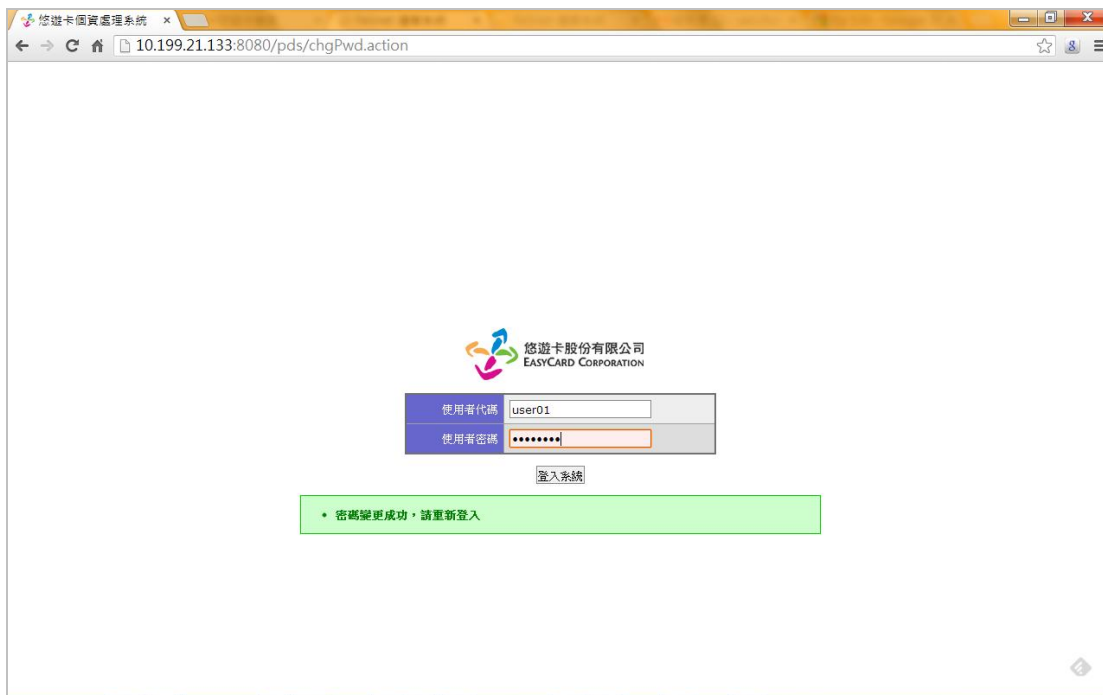 悠遊卡個資處理系統
10.199.21.133:8080/pds/chgPwd.action
悠遊卡股份有限公司
EASYCARD CORPORATION
使用者代碼 user01
使用者密碼 ••••••••
登入系統
• 密碼變更成功，請重新登入